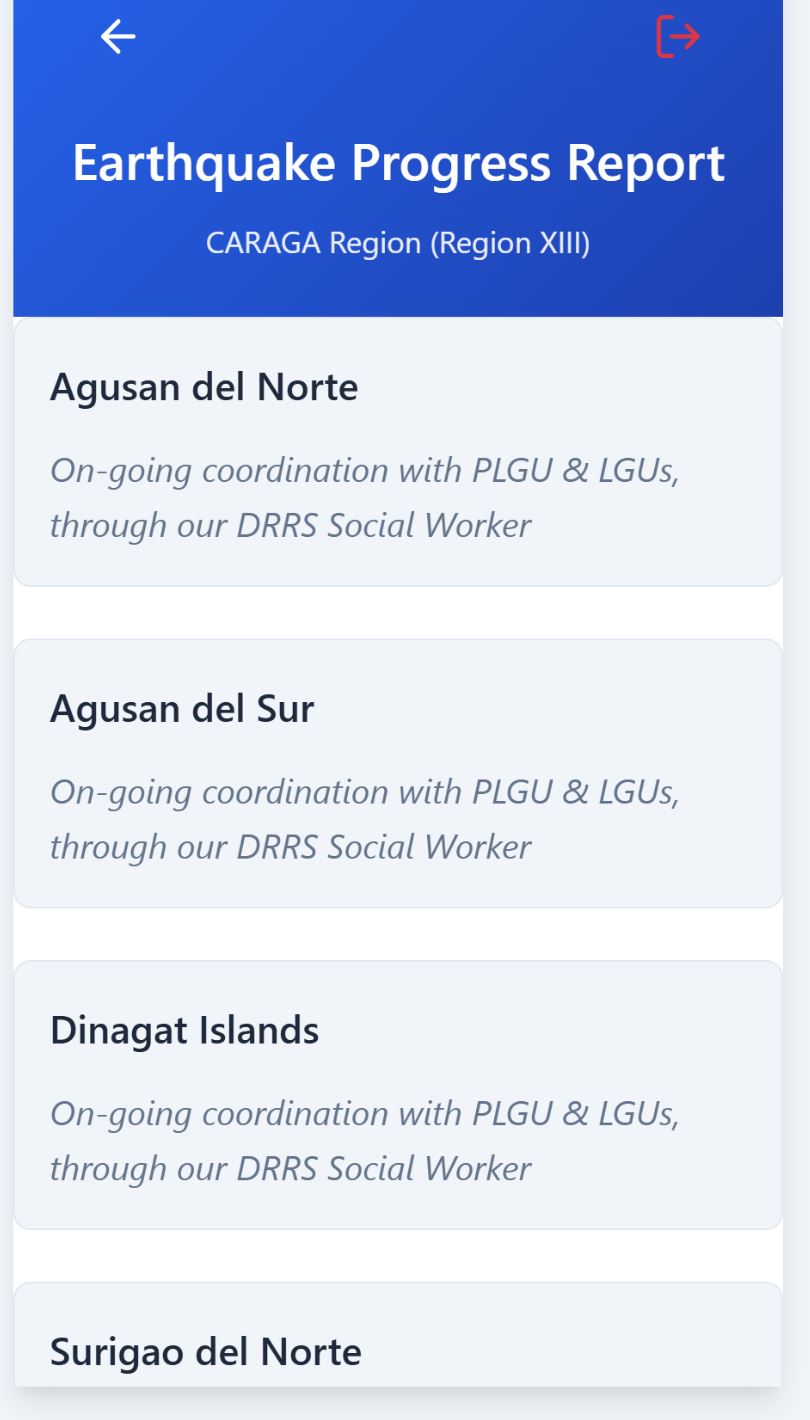 Earthquake Progress Report
CARAGA Region (Region XIII)
Agusan del Norte
On-going coordination with PLGU & LGUs,
through our DRRS Social Worker
Agusan del Sur
On-going coordination with PLGU & LGUs,
through our DRRS Social Worker
Dinagat Islands
On-going coordination with PLGU & LGUs,
through our DRRS Social Worker
Surigao del Norte